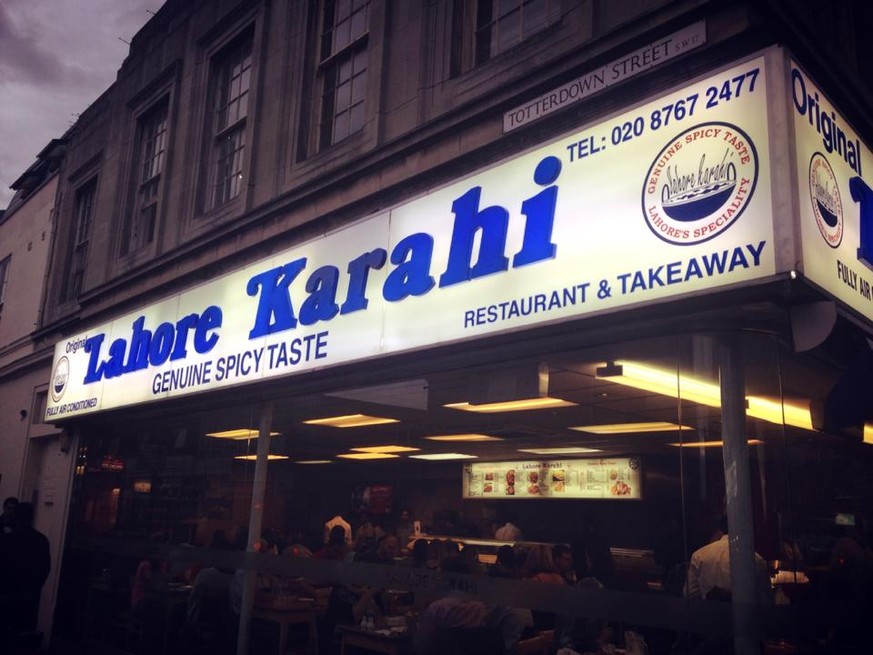 TOTTERDOWN STREET S.W.17
TEL: 020 8767 2477
Original
Lahore Karahi
GENUINE SPICY TASTE
RESTAURANT & TAKEAWAY
FULLY AIR CONDITIONED
GENUINE SPICY TASTE
Lahore karahi
LAHORE'S SPECIALITY
Original
FULLY AIR
Lahore Karahi